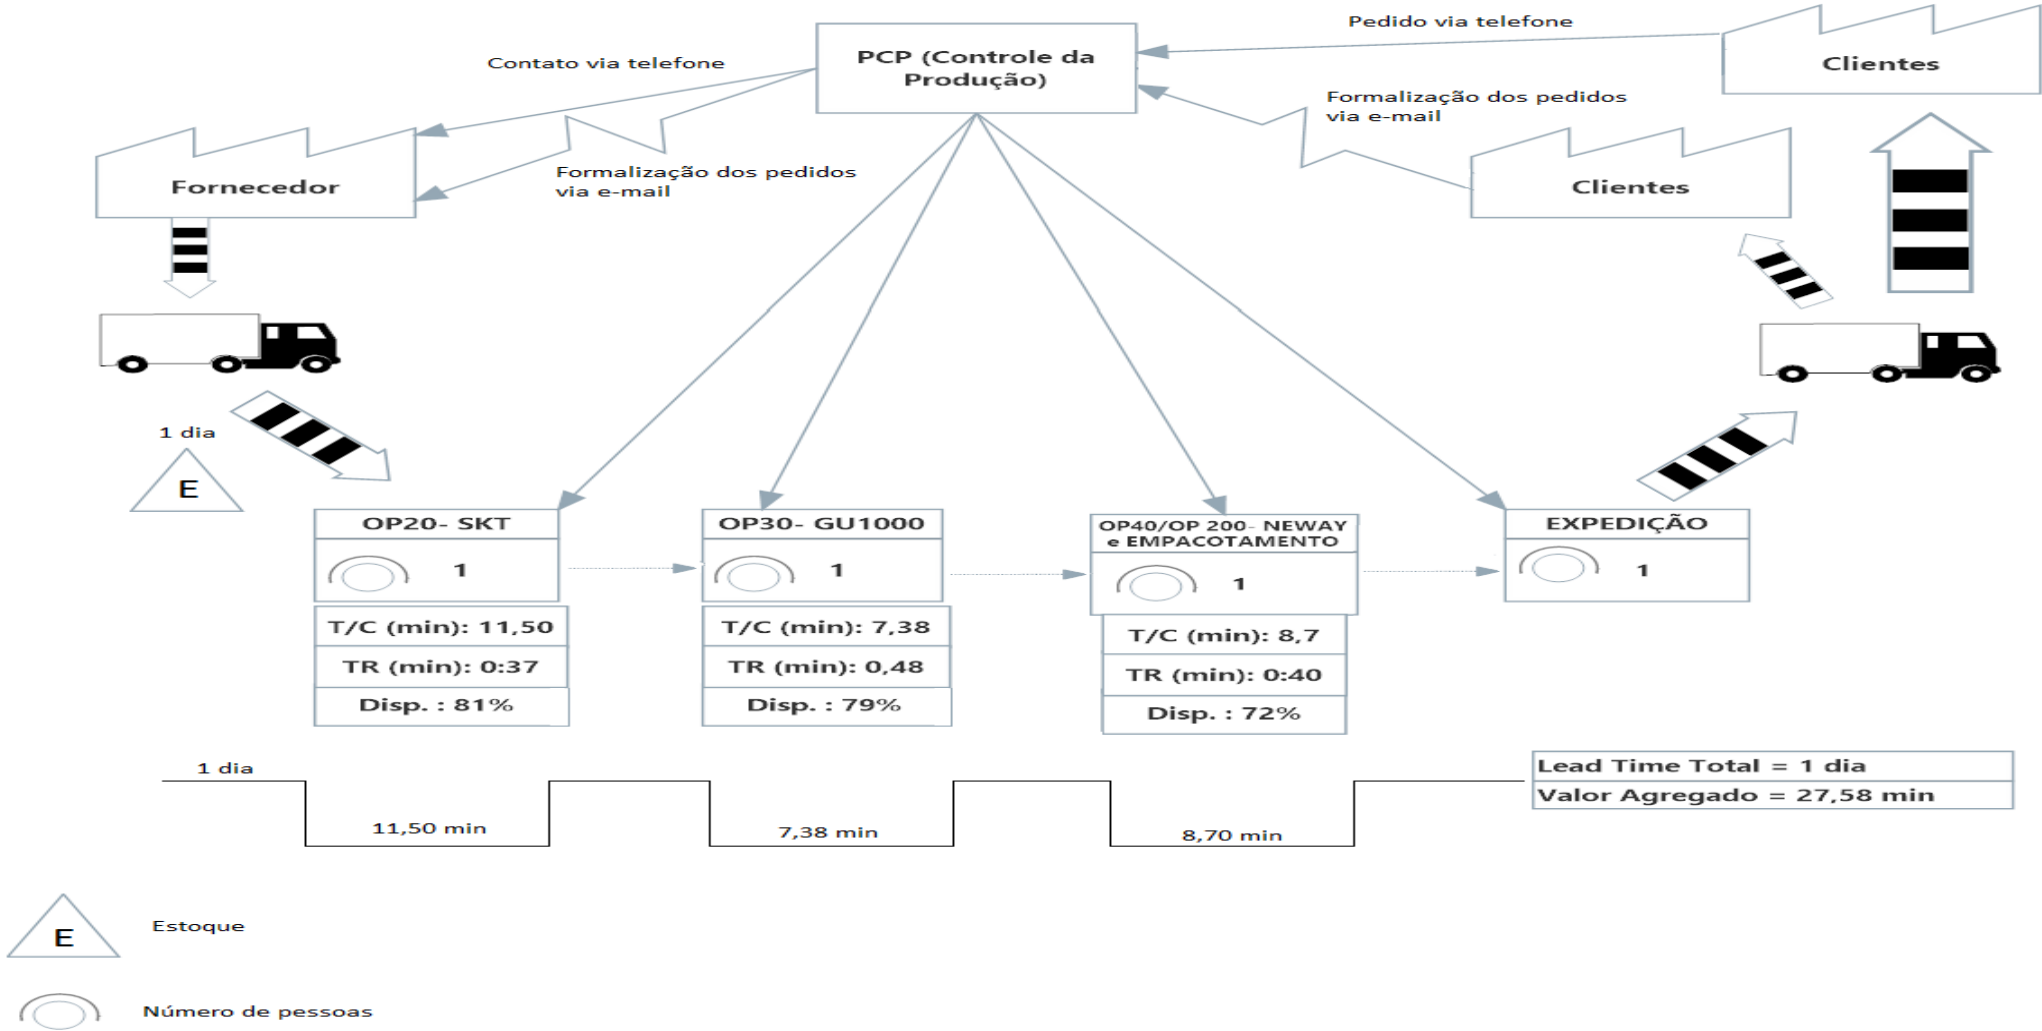 Pedido via telefone
PCP (Controle da
Produção)
Clientes
Contato via telefone
Formalização dos pedidos
via e-mail
Formalização dos pedidos
via e-mail
Fornecedor
Clientes
1 dia
E
OP20- SKT
1
T/C (min): 11,50
TR (min): 0:37
Disp. : 81%
OP30- GU1000
1
T/C (min): 7,38
TR (min): 0,48
Disp. : 79%
OP40/OP 200- NEWAY
e EMPACOTAMENTO
1
T/C (min): 8,7
TR (min): 0:40
Disp. : 72%
EXPEDIÇÃO
1
1 dia
11,50 min
7,38 min
8,70 min
Lead Time Total = 1 dia
Valor Agregado = 27,58 min
E
Estoque
Número de pessoas